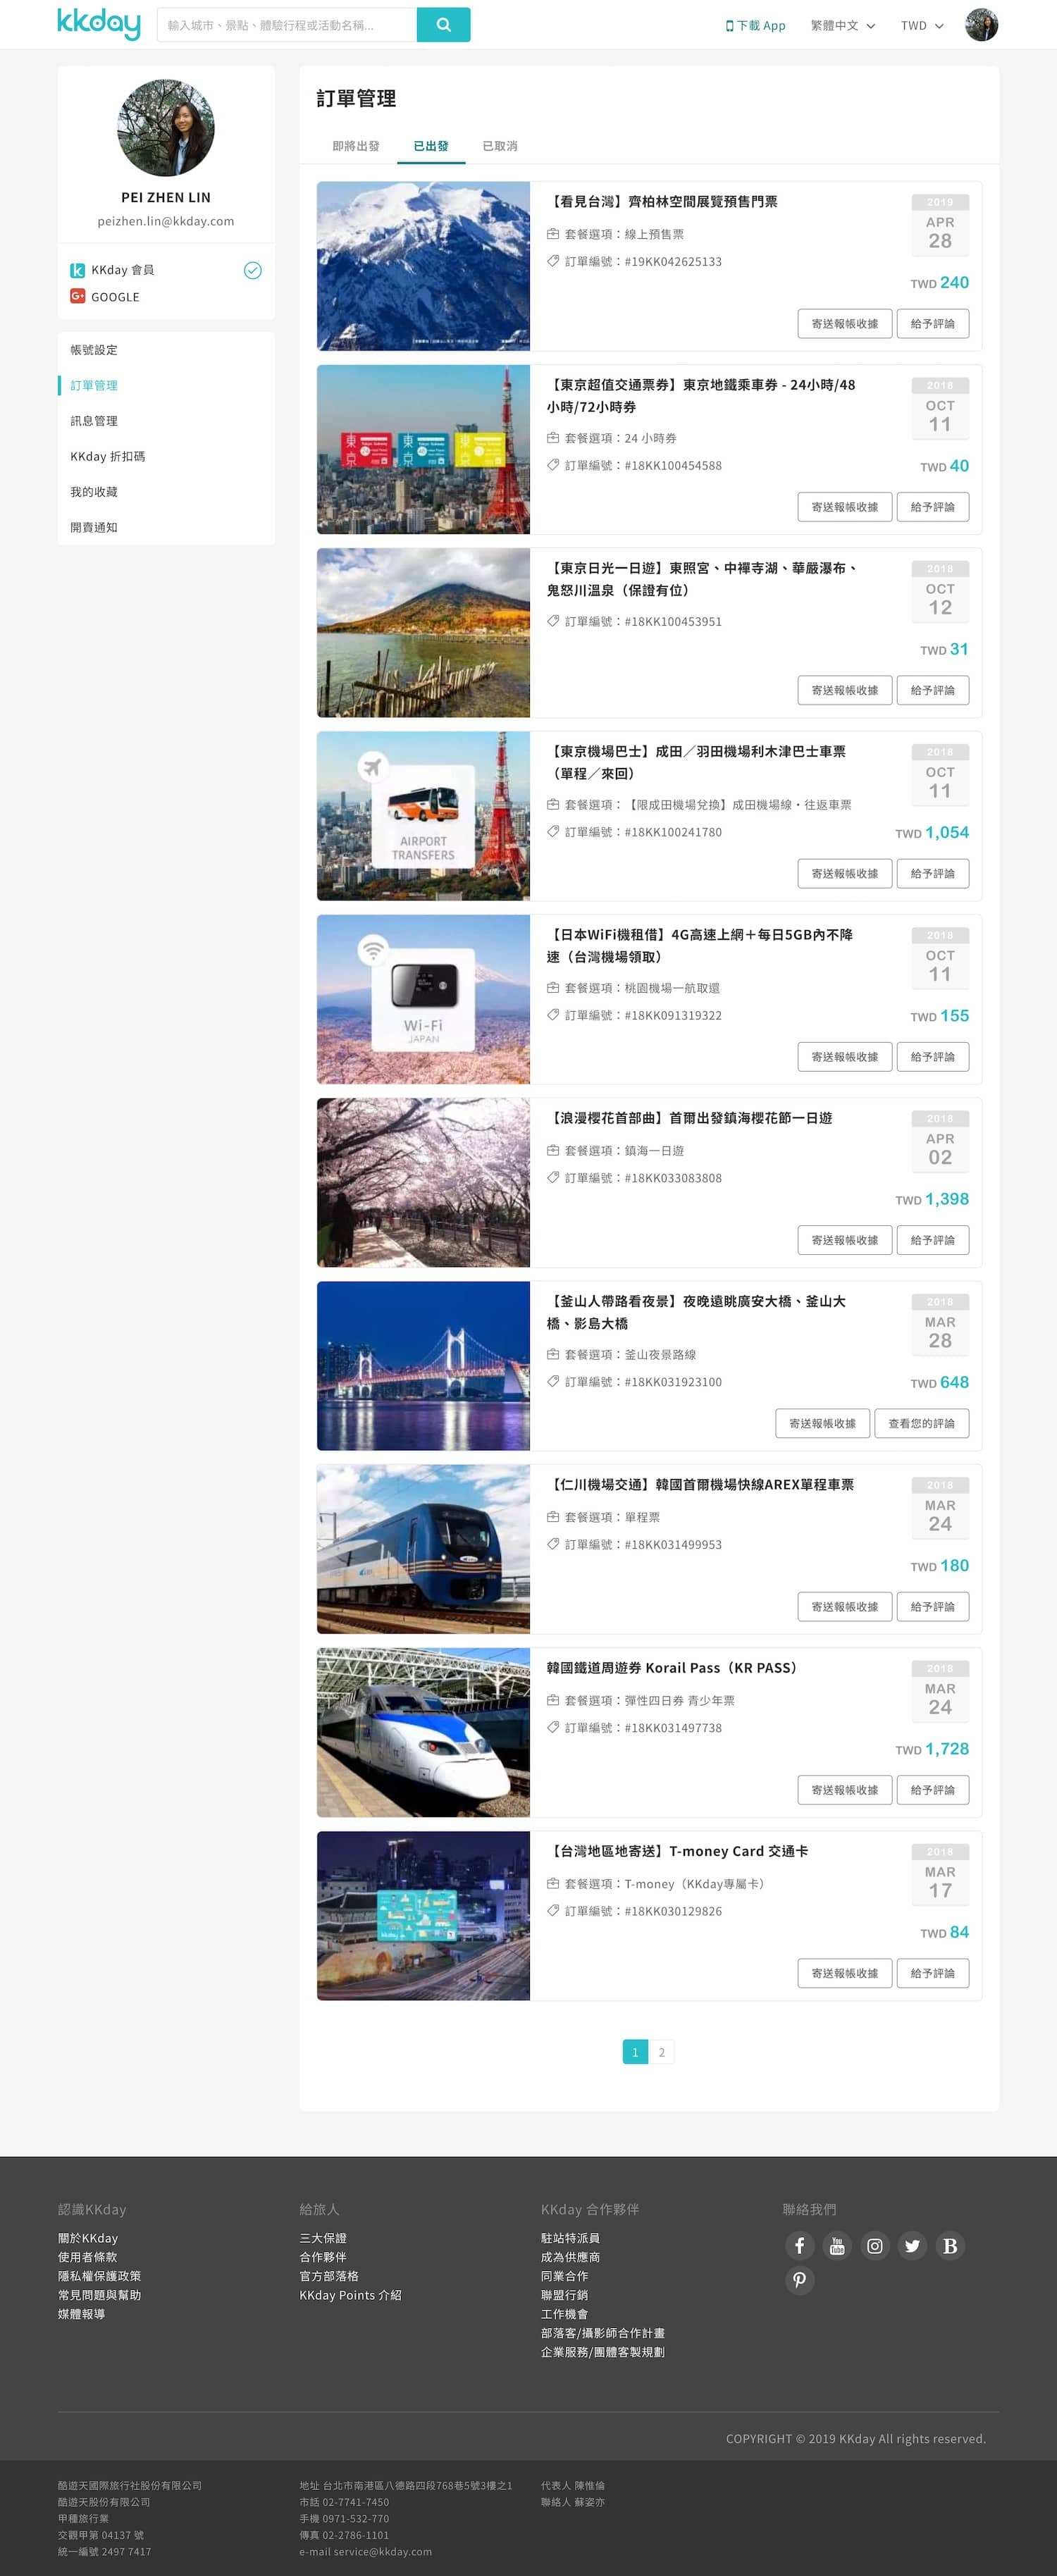 kkday
輸入城市、景點、體驗行程或活動名稱...
下載 App
繁體中文
TWD
PEI ZHEN LIN
peizhen.lin@kkday.com
KKday 會員
GOOGLE
帳號設定
訂單管理
訊息管理
KKday 折扣碼
我的收藏
開賣通知
訂單管理
即將出發
已出發
已取消
【看見台灣】齊柏林空間展覽預售門票
套餐選項：線上預售票
訂單編號：#19KK042625133
2019
APR
28
TWD 240
寄送報帳收據
給予評論
【東京超值交通票券】東京地鐵乘車券 - 24小時/48
小時/72小時券
套餐選項：24 小時券
訂單編號：#18KK100454588
2018
OCT
11
TWD 40
寄送報帳收據
給予評論
【東京日光一日遊】東照宮、中禪寺湖、華嚴瀑布、
鬼怒川溫泉（保證有位）
訂單編號：#18KK100453951
2018
OCT
12
TWD 31
寄送報帳收據
給予評論
AIRPORT
TRANSFERS
【東京機場巴士】成田／羽田機場利木津巴士車票
（單程／來回）
套餐選項：【限成田機場兌換】成田機場線・往返車票
訂單編號：#18KK100241780
2018
OCT
11
TWD 1,054
寄送報帳收據
給予評論
Wi-Fi
JAPAN
【日本WiFi機租借】4G高速上網＋每日5GB內不降
速（台灣機場領取）
套餐選項：桃園機場一航取還
訂單編號：#18KK091319322
2018
OCT
11
TWD 155
寄送報帳收據
給予評論
【浪漫櫻花首部曲】首爾出發鎮海櫻花節一日遊
套餐選項：鎮海一日遊
訂單編號：#18KK033083808
2018
APR
02
TWD 1,398
寄送報帳收據
給予評論
【釜山人帶路看夜景】夜晚遠眺廣安大橋、釜山大
橋、影島大橋
套餐選項：釜山夜景路線
訂單編號：#18KK031923100
2018
MAR
28
TWD 648
寄送報帳收據
查看您的評論
【仁川機場交通】韓國首爾機場快線AREX單程車票
套餐選項：單程票
訂單編號：#18KK031499953
2018
MAR
24
TWD 180
寄送報帳收據
給予評論
韓國鐵道周遊券 Korail Pass（KR PASS）
套餐選項：彈性四日券 青少年票
訂單編號：#18KK031497738
2018
MAR
24
TWD 1,728
寄送報帳收據
給予評論
【台灣地區地寄送】T-money Card 交通卡
套餐選項：T-money（KKday專屬卡）
訂單編號：#18KK030129826
2018
MAR
17
TWD 84
寄送報帳收據
給予評論
1
2
認識KKday
關於KKday
使用者條款
隱私權保護政策
常見問題與幫助
媒體報導
給旅人
三大保證
合作夥伴
官方部落格
KKday Points 介紹
KKday 合作夥伴
駐站特派員
成為供應商
同業合作
聯盟行銷
工作機會
部落客/攝影師合作計畫
企業服務/團體客製規劃
聯絡我們
COPYRIGHT © 2019 KKday All rights reserved.
酷遊天國際旅行社股份有限公司
酷遊天股份有限公司
甲種旅行業
交觀甲第 04137 號
統一編號 2497 7417
地址 台北市南港區八德路四段768巷5號3樓之1
市話 02-7741-7450
手機 0971-532-770
傳真 02-2786-1101
e-mail service@kkday.com
代表人 陳惟倫
聯絡人 蘇姿亦